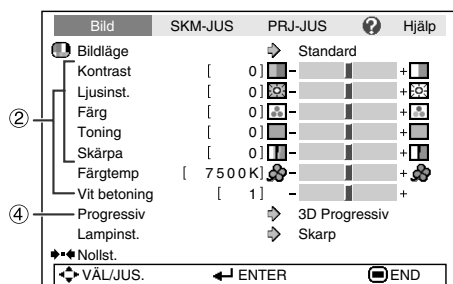 Bild SKM-JUS PRJ-JUS ? Hjälp
Bildläge Standard
Kontrast [ 0] - +
Ljusinst. [ 0] - +
② Färg [ 0] - +
Toning [ 0] - +
Skärpa [ 0] - +
Färgtemp [ 7500K] - +
Vit betoning [ 1] - +
④ Progressiv 3D Progressiv
Lampinst. Skarp
Nollst.
VÄL/JUS. ENTER END